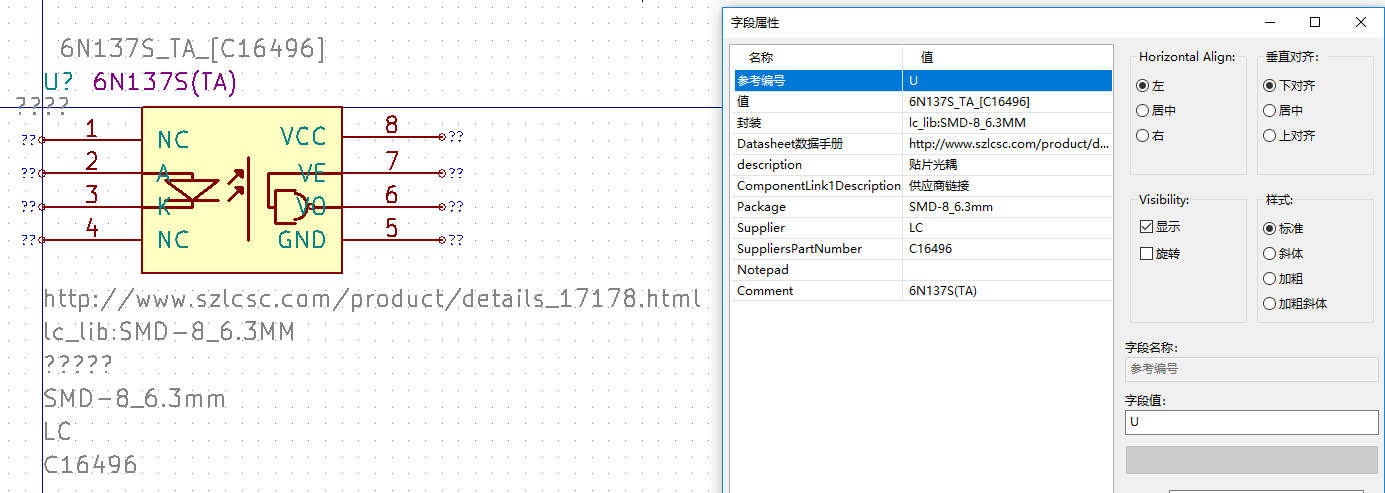 6N137S_TA_[C16496]
U? 6N137S(TA)
????
?? 1 NC VCC 8 ??
?? 2 A VE 7 ??
?? 3 K VO 6 ??
?? 4 NC GND 5 ??
http://www.szlcsc.com/product/details_17178.html
lc_lib:SMD-8_6.3MM
?????
SMD-8_6.3mm
LC
C16496
字段属性
名称 值
参考编号 U
值 6N137S_TA_[C16496]
封装 lc_lib:SMD-8_6.3MM
Datasheet数据手册 http://www.szlcsc.com/product/d...
description 贴片光耦
ComponentLink1Description 供应商链接
Package SMD-8_6.3mm
Supplier LC
SuppliersPartNumber C16496
Notepad
Comment 6N137S(TA)
Horizontal Align:
左
居中
右
垂直对齐:
下对齐
居中
上对齐
Visibility:
显示
旋转
样式:
标准
斜体
加粗
加粗斜体
字段名称:
参考编号
字段值:
U